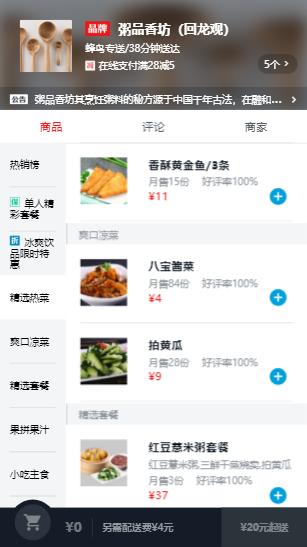 品牌 粥品香坊（回龙观）
蜂鸟专送/38分钟送达
减 在线支付满28减5
5个 >
公告 粥品香坊其烹饪粥料的秘方源于中国千年古法，在融和...
商品 评论 商家
热销榜
保 单人精
彩套餐
折 冰爽饮
品限时特
惠
精选热菜
爽口凉菜
精选套餐
果拼果汁
小吃主食
香酥黄金鱼/3条
月售15份 好评率100%
¥11
爽口凉菜
八宝酱菜
月售84份 好评率100%
¥4
拍黄瓜
月售28份 好评率100%
¥9
精选套餐
红豆薏米粥套餐
红豆薏米粥,三鲜干蒸烧卖,拍黄瓜
月售3份 好评率100%
¥37
¥0 另需配送费¥4元 ¥20元起送